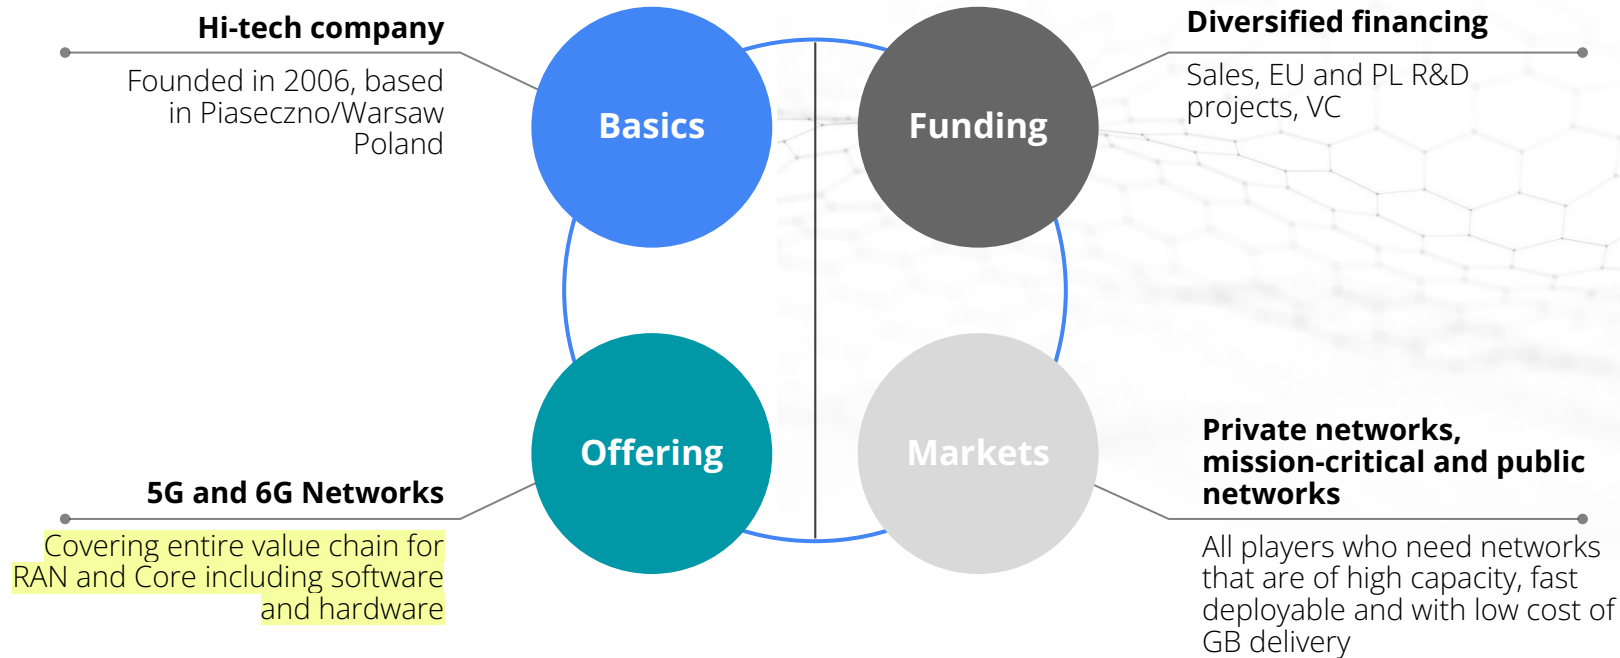 Hi-tech company
Founded in 2006, based
in Piaseczno/Warsaw
Poland
Basics
Funding
Diversified financing
Sales, EU and PL R&D
projects, VC
5G and 6G Networks
Covering entire value chain for
RAN and Core including software
and hardware
Offering
Markets
Private networks,
mission-critical and public
networks
All players who need networks
that are of high capacity, fast
deployable and with low cost of
GB delivery